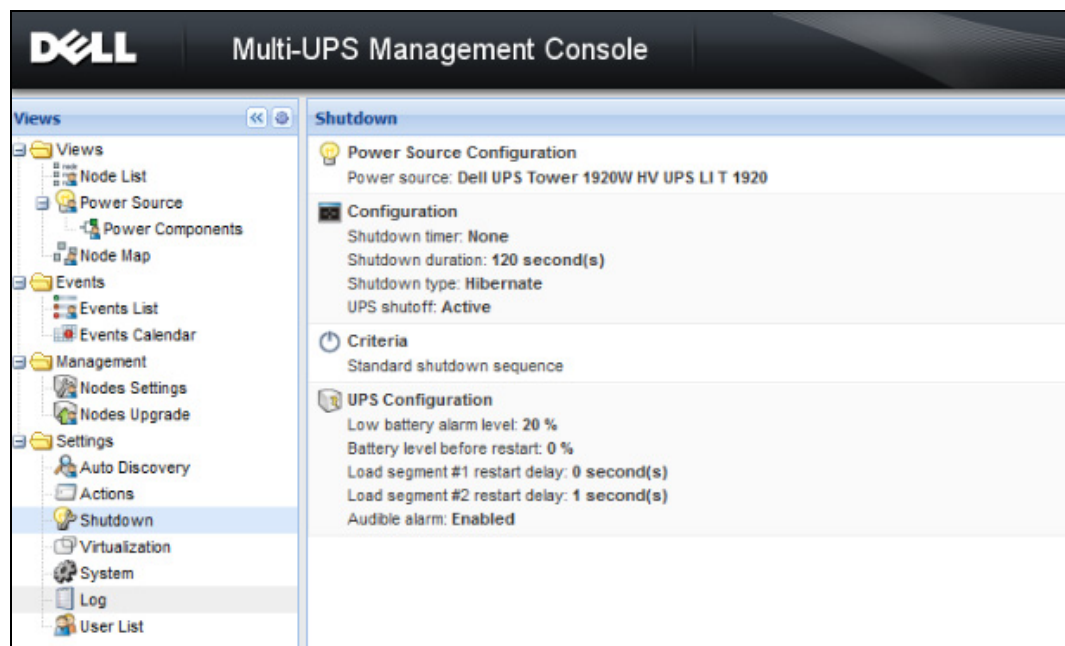 DELL
Multi-UPS Management Console
Views
Views
Node List
Power Source
Power Components
Node Map
Events
Events List
Events Calendar
Management
Nodes Settings
Nodes Upgrade
Settings
Auto Discovery
Actions
Shutdown
Virtualization
System
Log
User List
Shutdown
Power Source Configuration
Power source: Dell UPS Tower 1920W HV UPS LI T 1920
Configuration
Shutdown timer: None
Shutdown duration: 120 second(s)
Shutdown type: Hibernate
UPS shutoff: Active
Criteria
Standard shutdown sequence
UPS Configuration
Low battery alarm level: 20 %
Battery level before restart: 0 %
Load segment #1 restart delay: 0 second(s)
Load segment #2 restart delay: 1 second(s)
Audible alarm: Enabled